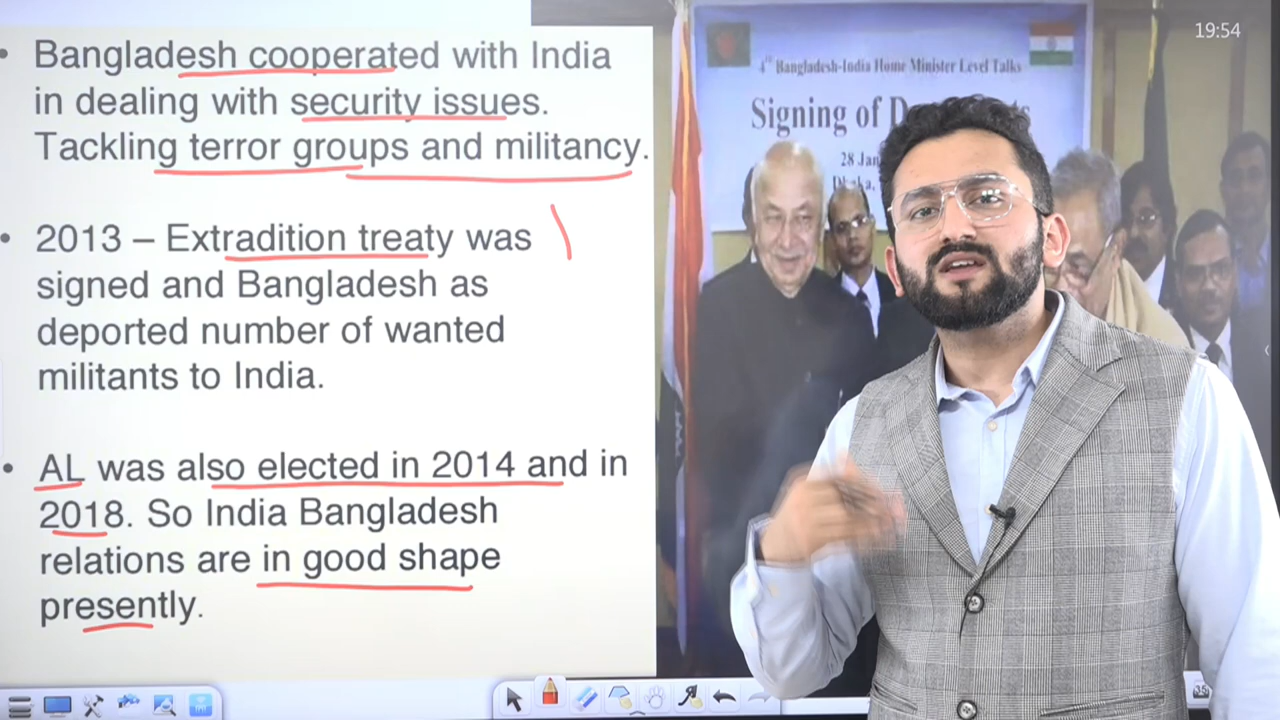 • Bangladesh cooperated with India
in dealing with security issues.
Tackling terror groups and militancy.
• 2013 – Extradition treaty was
signed and Bangladesh as
deported number of wanted
militants to India.
• AL was also elected in 2014 and in
2018. So India Bangladesh
relations are in good shape
presently.
19:54
4th Bangladesh-India Home Minister Level Talks
Signing of
28 Jan